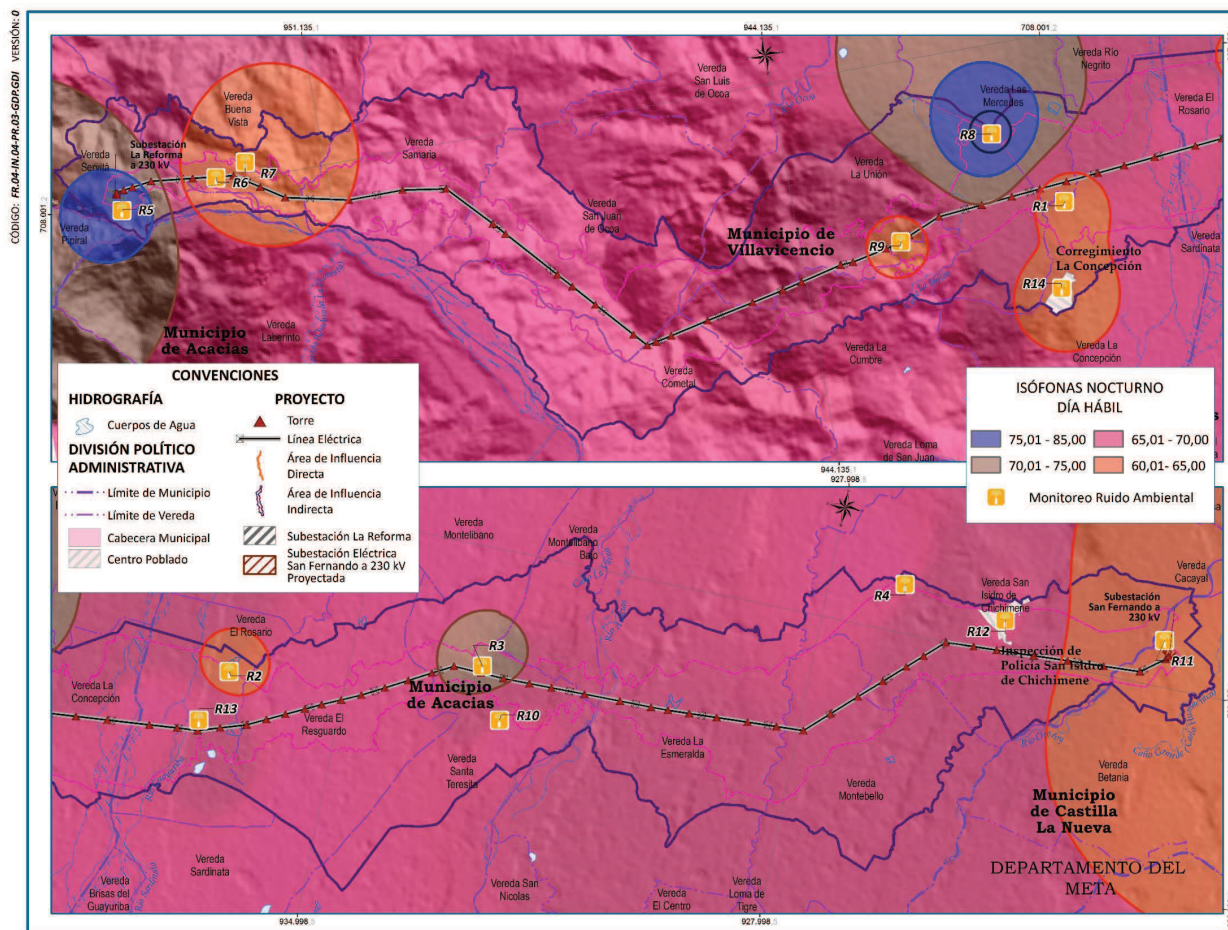 CÓDIGO: FR.04-IN.04-PR.03-GDP.GDI VERSIÓN: 0
951.135
944.135
708.001
Vereda
Buena
Vista
Subestación
La Reforma
a 230 kV
Vereda
Servitá
R7
R6
R5
Vereda
Pipiral
708.001
Vereda
Samaria
Vereda
San Luis
de Ocoa
Vereda
San Juan
de Ocoa
Vereda Las
Mercedes
R8
Vereda Río
Negrito
Vereda El
Rosario
Vereda
La Unión
R1
R9
Municipio de
Villavicencio
Vereda
Sardinata
Corregimiento
La Concepción
R14
Vereda La
Concepción
Vereda
Laberinto
Municipio
de Acacias
Vereda La
Cumbre
Vereda
Cometal
Vereda Loma
de San Juan
CONVENCIONES
HIDROGRAFÍA
Cuerpos de Agua
DIVISIÓN POLÍTICO
ADMINISTRATIVA
Límite de Municipio
Límite de Vereda
Cabecera Municipal
Centro Poblado
PROYECTO
Torre
Línea Eléctrica
Área de Influencia
Directa
Área de Influencia
Indirecta
Subestación La Reforma
Subestación Eléctrica
San Fernando a 230 kV
Proyectada
ISÓFONAS NOCTURNO
DÍA HÁBIL
75,01 - 85,00
65,01 - 70,00
70,01 - 75,00
60,01- 65,00
Monitoreo Ruido Ambiental
944.135
927.998
Vereda
Montelibano
Vereda
Montelibano
Bajo
Vereda
El Rosario
R2
R3
R4
Vereda San
Isidro de
Chichimene
R12
Vereda
Cacayal
Subestación
San Fernando a
230 kV
R11
Inspección de
Policía San Isidro
de Chichimene
Vereda La
Concepción
R13
Municipio
de Acacias
R10
Vereda El
Resguardo
Vereda La
Esmeralda
Vereda
Santa
Teresita
Vereda
Montebello
Vereda
Betania
Municipio
de Castilla
La Nueva
Vereda
Sardinata
DEPARTAMENTO DEL
META
Vereda
Brisas del
Guayuriba
Vereda San
Nicolas
Vereda
El Centro
Vereda
Loma de
Tigre
934.998
927.998